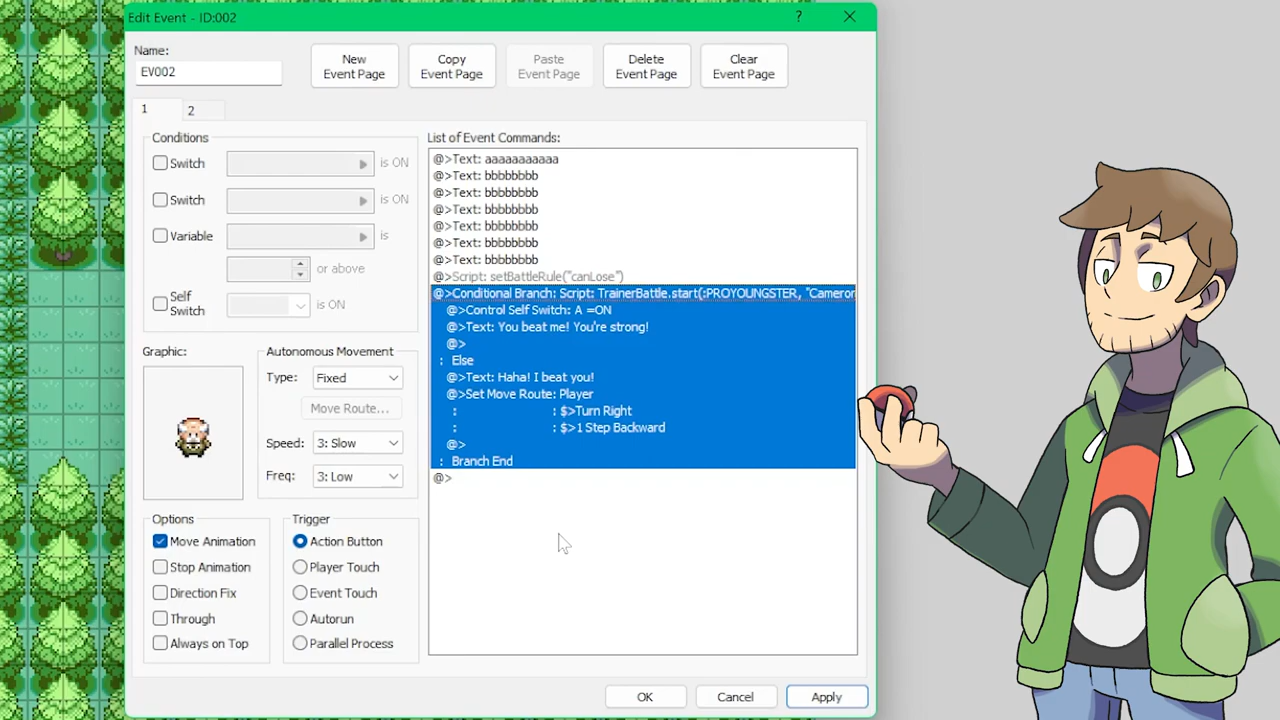 Edit Event - ID:002
?
Name:
EV002
New
Event Page
Copy
Event Page
Paste
Event Page
Delete
Event Page
Clear
Event Page
1
2
Conditions
Switch
is ON
Switch
is ON
Variable
is
or above
Self
Switch
is ON
Graphic:
Autonomous Movement
Type:
Fixed
Move Route...
Speed:
3: Slow
Freq:
3: Low
Options
Move Animation
Stop Animation
Direction Fix
Through
Always on Top
Trigger
Action Button
Player Touch
Event Touch
Autorun
Parallel Process
List of Event Commands:
@>Text: aaaaaaaaaaa
@>Text: bbbbbbbb
@>Text: bbbbbbbb
@>Text: bbbbbbbb
@>Text: bbbbbbbb
@>Text: bbbbbbbb
@>Text: bbbbbbbb
@>Script: setBattleRule("canLose")
@>Conditional Branch: Script: TrainerBattle.start(:PROYOUNGSTER, "Cameron
@>Control Self Switch: A =ON
@>Text: You beat me! You're strong!
@>
: Else
@>Text: Haha! I beat you!
@>Set Move Route: Player
: : $>Turn Right
: : $>1 Step Backward
@>
: Branch End
@>
OK
Cancel
Apply